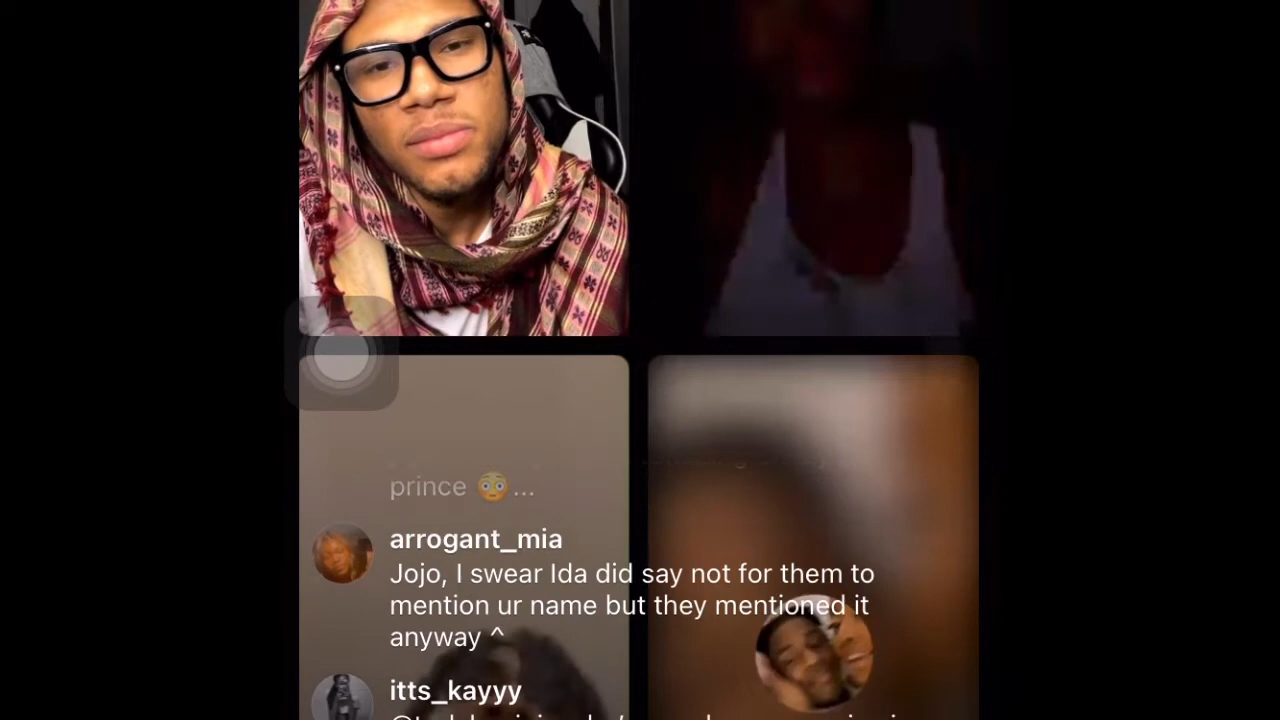 prince 😳...
arrogant_mia
Jojo, I swear Ida did say not for them to
mention ur name but they mentioned it
anyway ^
itts_kayyy